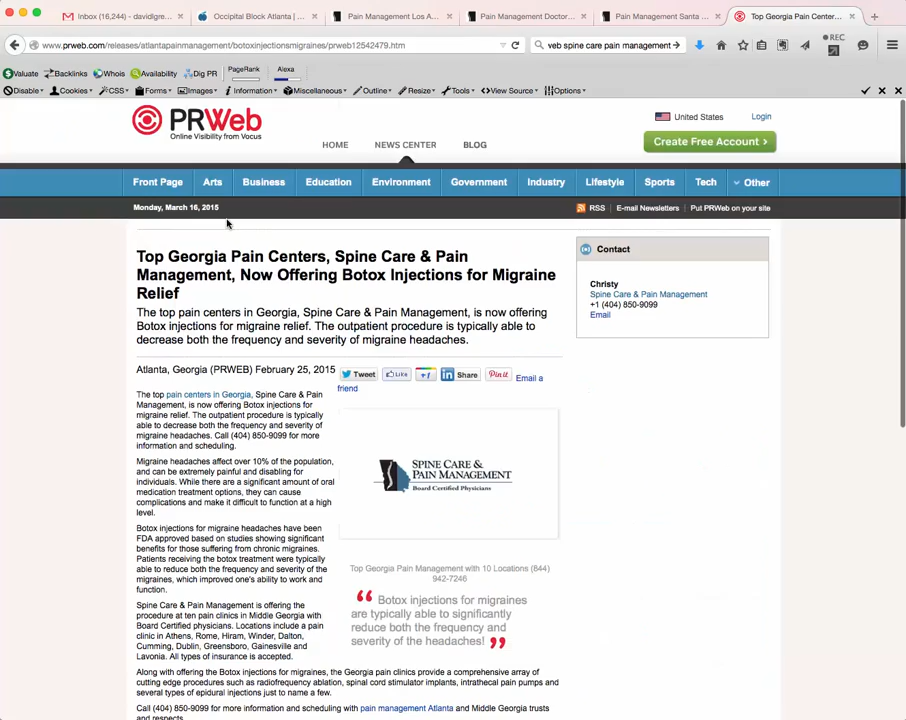 Inbox (16,244) - davidlgre...
Occipital Block Atlanta | ...
Pain Management Los A...
Pain Management Doctor...
Pain Management Santa ...
Top Georgia Pain Center...
www.prweb.com/releases/atlantapainmanagement/botoxinjectionsmigraines/prweb12542479.htm
veb spine care pain management
REC
Valuate Backlinks Whois Availability Dig PR PageRank Alexa
Disable Cookies CSS Forms Images Information Miscellaneous Outline Resize Tools View Source Options
PRWeb
Online Visibility from Vocus
United States Login
HOME NEWS CENTER BLOG
Create Free Account >
Front Page Arts Business Education Environment Government Industry Lifestyle Sports Tech Other
Monday, March 16, 2015
RSS E-mail Newsletters Put PRWeb on your site
Top Georgia Pain Centers, Spine Care & Pain
Management, Now Offering Botox Injections for Migraine
Relief
The top pain centers in Georgia, Spine Care & Pain Management, is now offering
Botox injections for migraine relief. The outpatient procedure is typically able to
decrease both the frequency and severity of migraine headaches.
Contact
Christy
Spine Care & Pain Management
+1 (404) 850-9099
Email
Atlanta, Georgia (PRWEB) February 25, 2015
Tweet Like +1 Share Pin it Email a
friend
The top pain centers in Georgia, Spine Care & Pain
Management, is now offering Botox injections for
migraine relief. The outpatient procedure is typically
able to decrease both the frequency and severity of
migraine headaches. Call (404) 850-9099 for more
information and scheduling.
Migraine headaches affect over 10% of the population,
and can be extremely painful and disabling for
individuals. While there are a significant amount of oral
medication treatment options, they can cause
complications and make it difficult to function at a high
level.
Botox injections for migraine headaches have been
FDA approved based on studies showing significant
benefits for those suffering from chronic migraines.
Patients receiving the botox treatment were typically
able to reduce both the frequency and severity of the
migraines, which improved one's ability to work and
function.
Spine Care & Pain Management is offering the
procedure at ten pain clinics in Middle Georgia with
Board Certified physicians. Locations include a pain
clinic in Athens, Rome, Hiram, Winder, Dalton,
Cumming, Dublin, Greensboro, Gainesville and
Lavonia. All types of insurance is accepted.
SPINE CARE &
PAIN MANAGEMENT
Board Certified Physicians
Top Georgia Pain Management with 10 Locations (844)
942-7246
“ Botox injections for migraines
are typically able to significantly
reduce both the frequency and
severity of the headaches! ”
Along with offering the Botox injections for migraines, the Georgia pain clinics provide a comprehensive array of
cutting edge procedures such as radiofrequency ablation, spinal cord stimulator implants, intrathecal pain pumps and
several types of epidural injections just to name a few.
Call (404) 850-9099 for more information and scheduling with pain management Atlanta and Middle Georgia trusts
and respects.